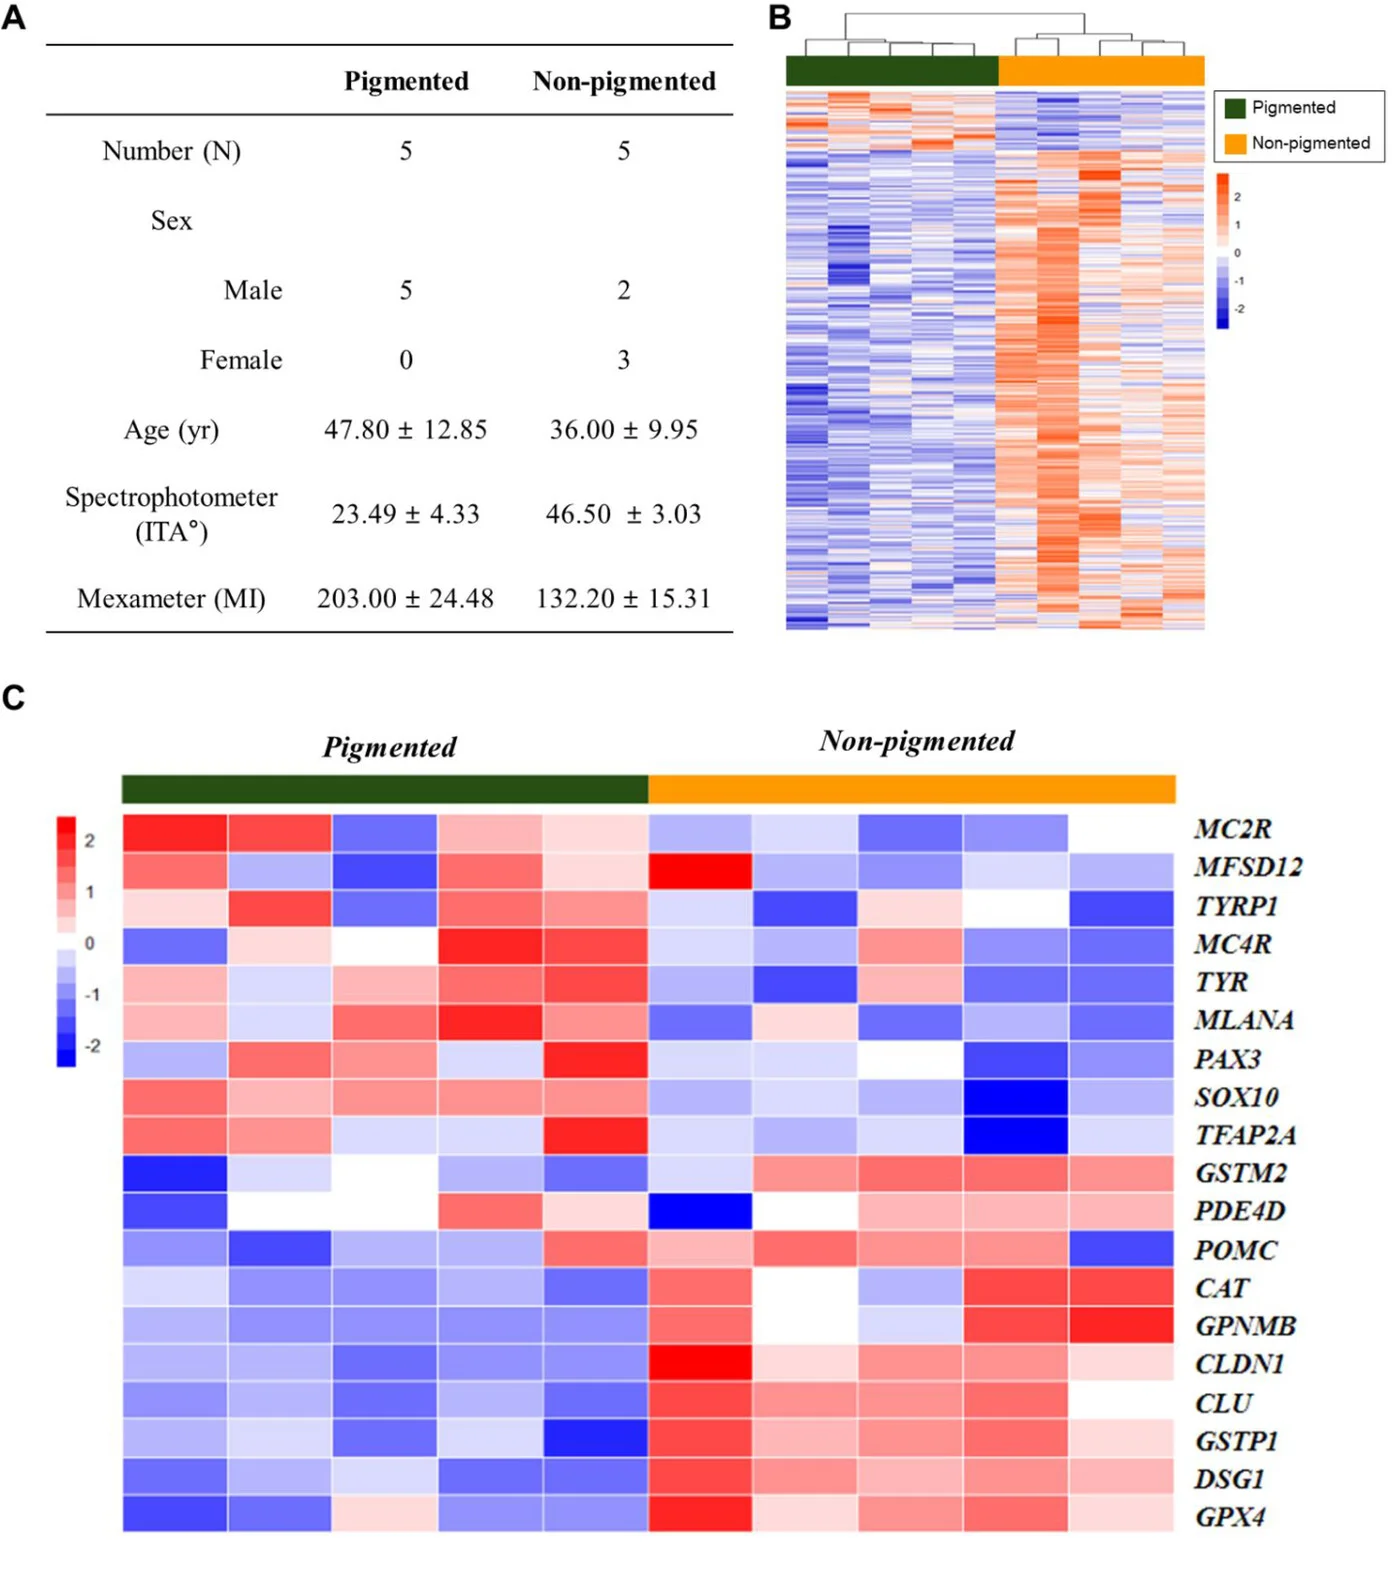 A
Pigmented Non-pigmented
Number (N) 5 5
Sex
Male 5 2
Female 0 3
Age (yr) 47.80 ± 12.85 36.00 ± 9.95
Spectrophotometer
(ITA°) 23.49 ± 4.33 46.50 ± 3.03
Mexameter (MI) 203.00 ± 24.48 132.20 ± 15.31
B
Pigmented
Non-pigmented
2
1
0
-1
-2
C
Pigmented Non-pigmented
2
1
0
-1
-2
MC2R
MFSD12
TYRP1
MC4R
TYR
MLANA
PAX3
SOX10
TFAP2A
GSTM2
PDE4D
POMC
CAT
GPNMB
CLDN1
CLU
GSTP1
DSG1
GPX4